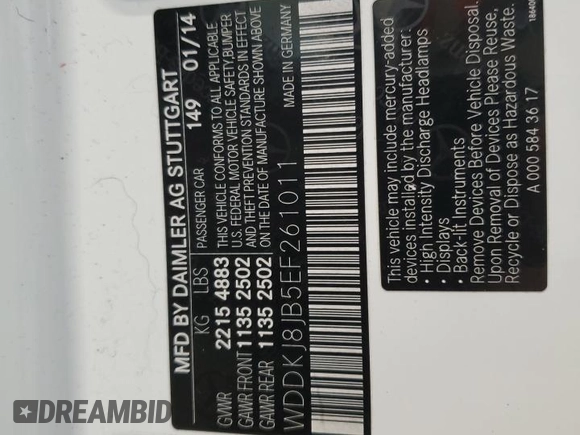 MFD BY DAIMLER AG STUTTGART
149 01/14
KG LBS
PASSENGER CAR
GVWR 2215 4883
GAWR FRONT 1135 2502
GAWR REAR 1135 2502
THIS VEHICLE CONFORMS TO ALL APPLICABLE
U.S. FEDERAL MOTOR VEHICLE SAFETY, BUMPER
AND THEFT PREVENTION STANDARDS IN EFFECT
ON THE DATE OF MANUFACTURE SHOWN ABOVE
WDDKJ8JB5EF261011
MADE IN GERMANY
This vehicle may include mercury-added
devices installed by the manufacturer:
• High Intensity Discharge Headlamps
• Displays
• Back-lit Instruments
Remove Devices Before Vehicle Disposal.
Upon Removal of Devices Please Reuse,
Recycle or Dispose as Hazardous Waste.
A 000 584 36 17
DREAMBID